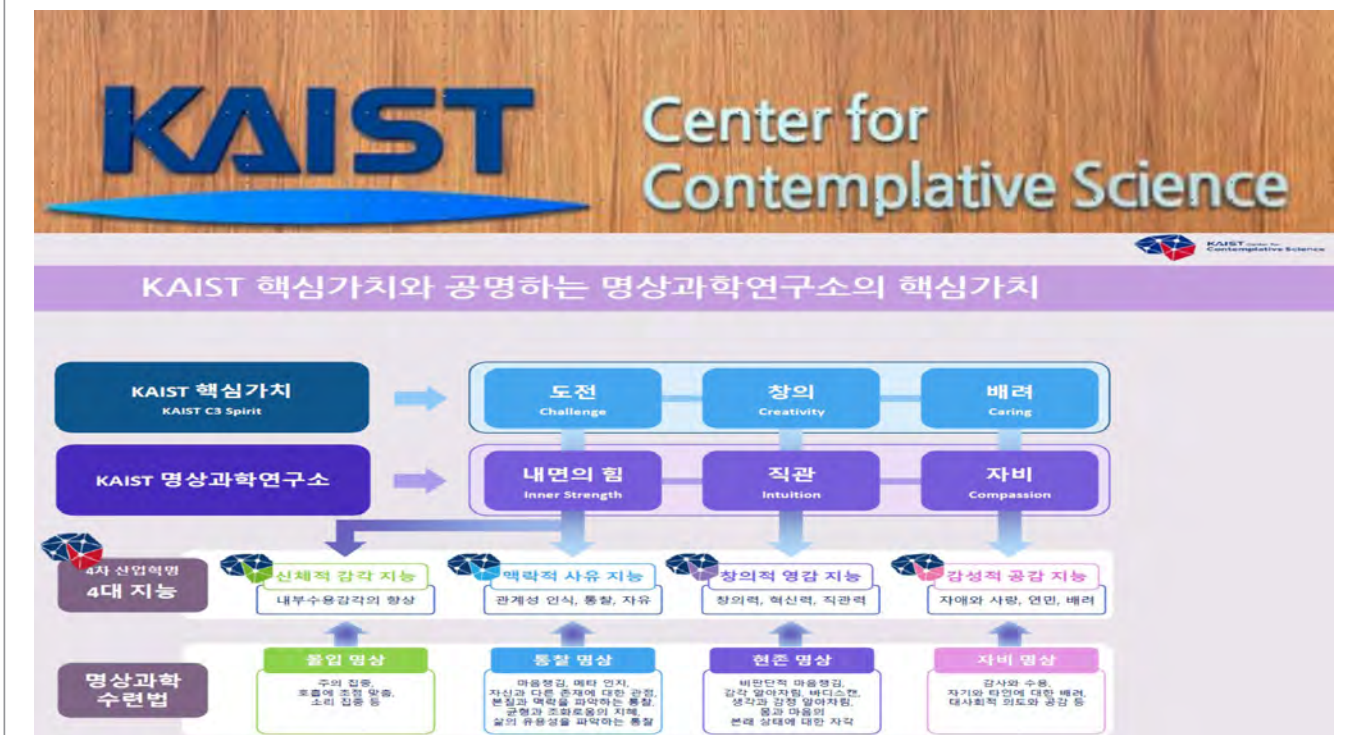 KAIST
Center for
Contemplative Science
KAIST Center for
Contemplative Science
KAIST 핵심가치와 공명하는 명상과학연구소의 핵심가치
KAIST 핵심가치
KAIST C3 Spirit
도전
Challenge
창의
Creativity
배려
Caring
KAIST 명상과학연구소
내면의 힘
Inner Strength
직관
Intuition
자비
Compassion
4차 산업혁명
4대 지능
신체적 감각 지능
내부수용감각의 향상
맥락적 사유 지능
관계성 인식, 통찰, 자유
창의적 영감 지능
창의력, 혁신력, 직관력
감성적 공감 지능
자애와 사랑, 연민, 배려
명상과학
수련법
몰입 명상
주의 집중,
호흡에 초점 맞춤,
소리 집중 등
통찰 명상
마음챙김, 메타 인지,
자신과 다른 존재에 대한 관점,
본질과 맥락을 파악하는 통찰,
균형과 조화로움의 지혜,
삶의 유용성을 파악하는 통찰
현존 명상
비판단적 마음챙김,
감각 알아차림, 바디스캔,
생각과 감정 알아차림,
몸과 마음의
본래 상태에 대한 자각
자비 명상
감사와 수용,
자기와 타인에 대한 배려,
대사회적 의도와 공감 등